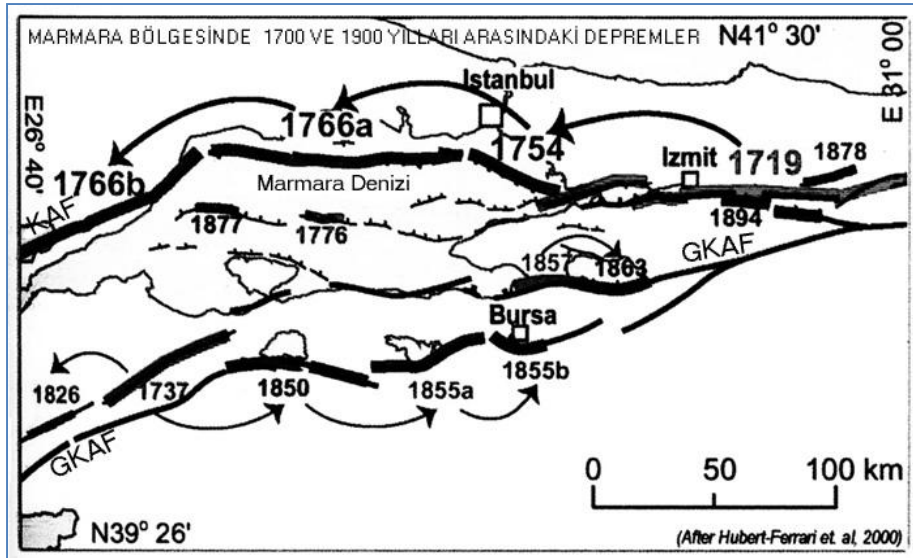 MARMARA BÖLGESİNDE 1700 VE 1900 YILLARI ARASINDAKİ DEPREMLER
N41° 30'
E 31° 00'
E26° 40'
Istanbul
1766a
1754
Izmit
1719
1878
1766b
KAF
Marmara Denizi
1877
1776
1894
GKAF
1857
1863
Bursa
1826
1737
1850
1855a
1855b
GKAF
0 50 100 km
N39° 26'
(After Hubert-Ferrari et. al, 2000)